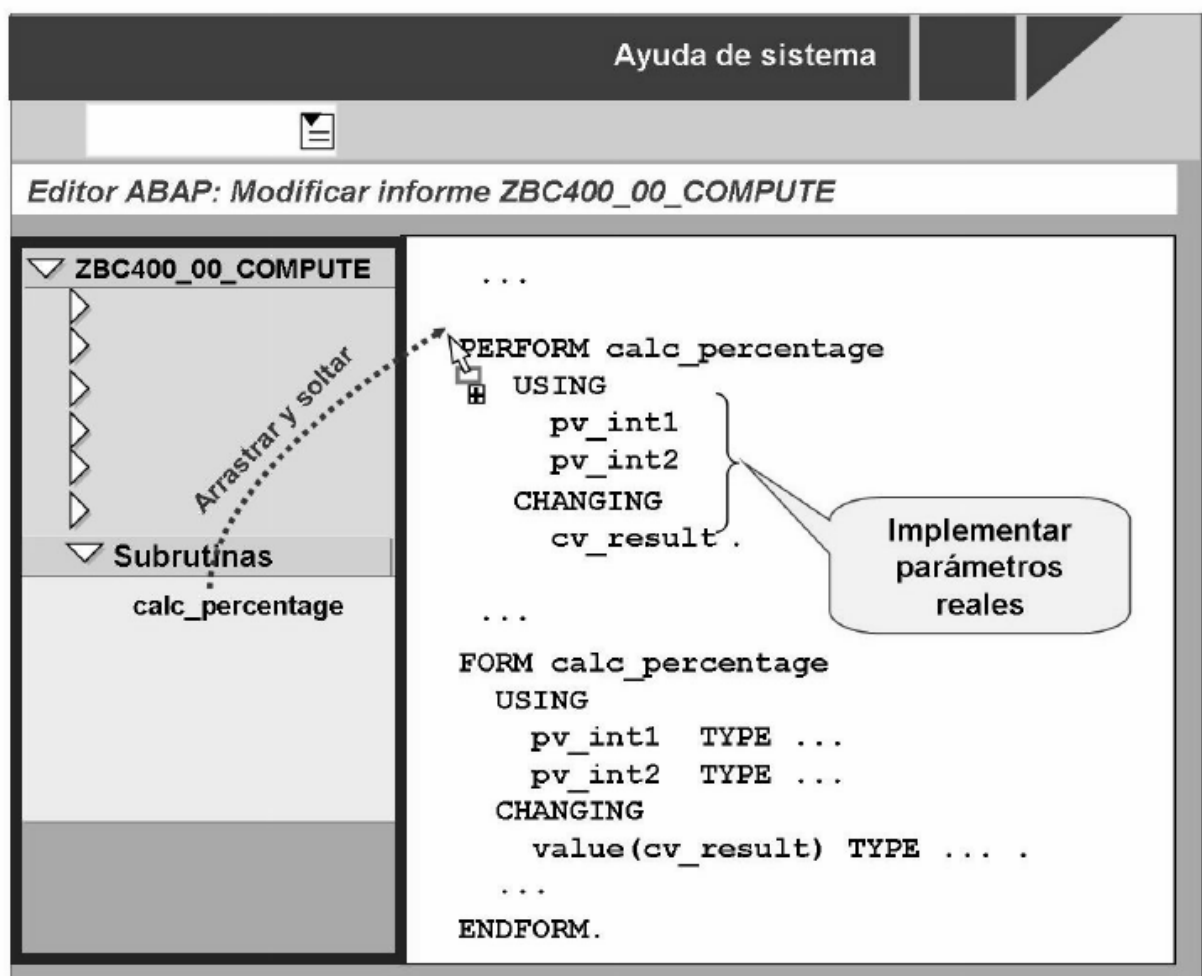 Ayuda de sistema
Editor ABAP: Modificar informe ZBC400_00_COMPUTE
ZBC400_00_COMPUTE
Arrastrar y soltar
Subrutinas
calc_percentage
...
PERFORM calc_percentage
USING
pv_int1
pv_int2
CHANGING
cv_result .
Implementar
parámetros
reales
...
FORM calc_percentage
USING
pv_int1 TYPE ...
pv_int2 TYPE ...
CHANGING
value(cv_result) TYPE ... .
...
ENDFORM.